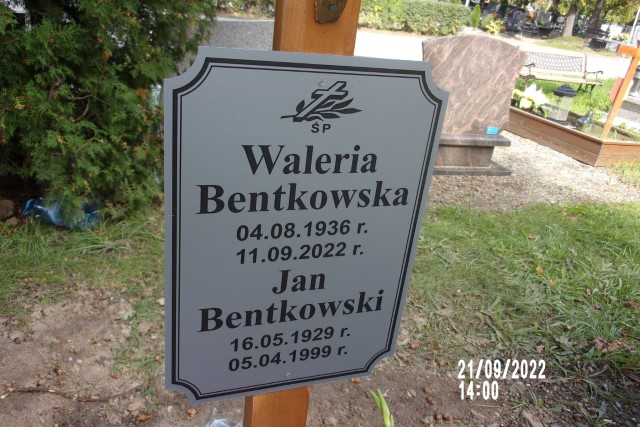 ŚP
Waleria
Bentkowska
04.08.1936 r.
11.09.2022 r.
Jan
Bentkowski
16.05.1929 r.
05.04.1999 r.
21/09/2022
14:00